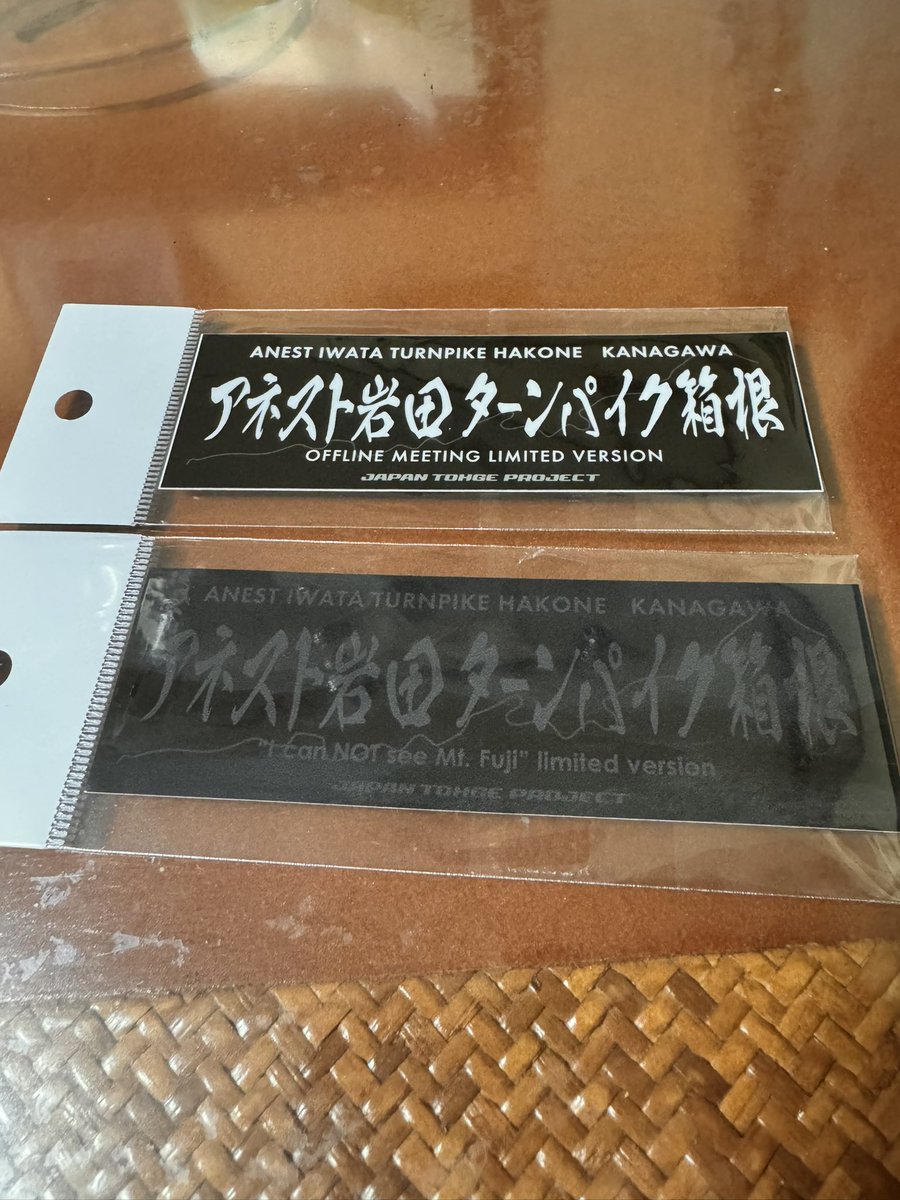 ANEST IWATA TURNPIKE HAKONE KANAGAWA
アネスト岩田ターンパイク箱根
OFFLINE MEETING LIMITED VERSION
JAPAN TOHGE PROJECT
ANEST IWATA TURNPIKE HAKONE KANAGAWA
アネスト岩田ターンパイク箱根
"I can NOT see Mt. Fuji" limited version
JAPAN TOHGE PROJECT